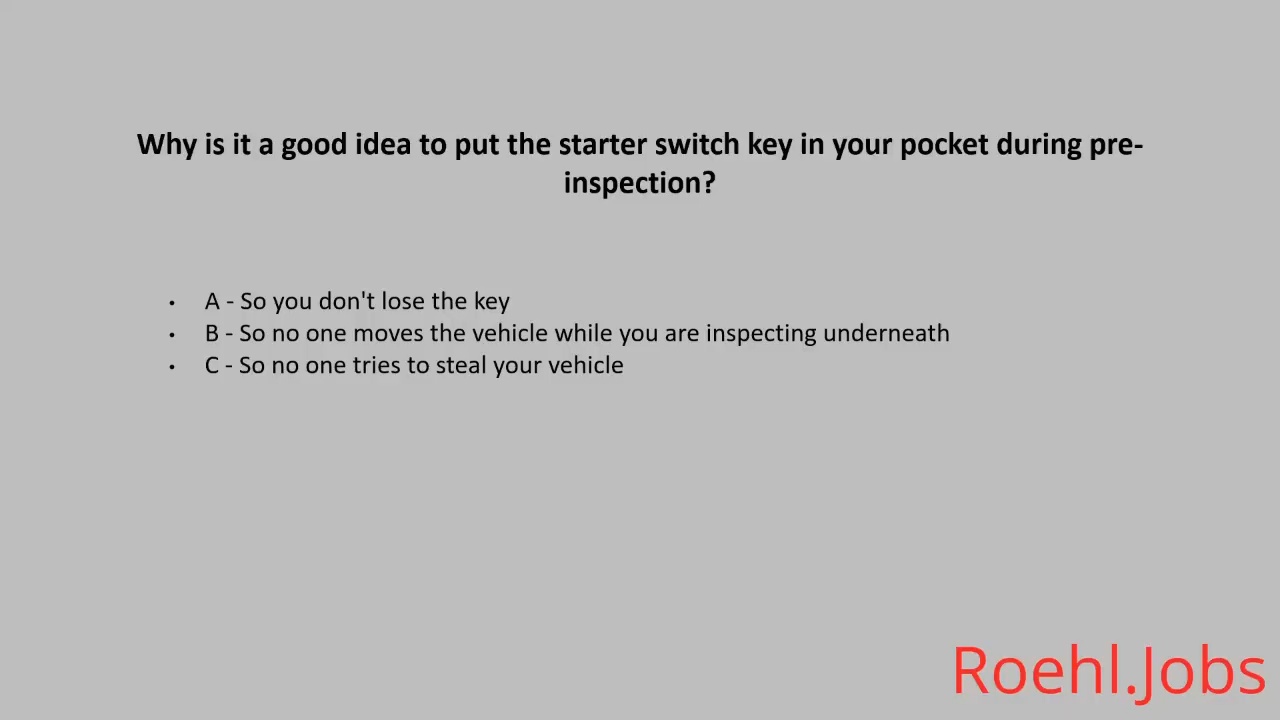 Why is it a good idea to put the starter switch key in your pocket during pre-
inspection?
• A - So you don't lose the key
• B - So no one moves the vehicle while you are inspecting underneath
• C - So no one tries to steal your vehicle
Roehl.Jobs